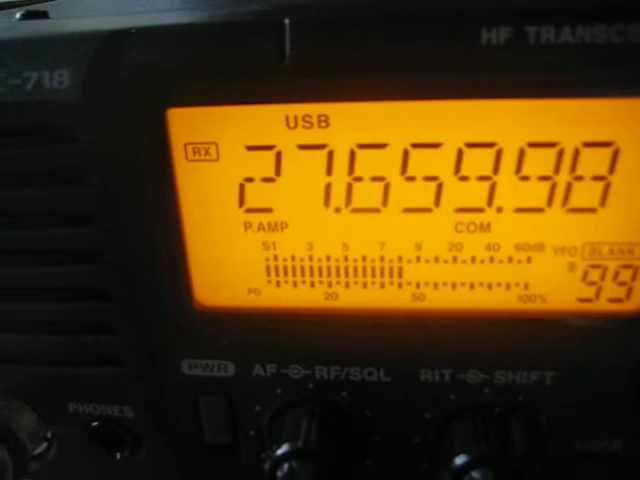 HF TRANSC
-718
USB
RX 27.659.98
P.AMP COM
S1 3 5 7 9 20 40 60dB VFO BLANK
PO 20 50 100% 99
PWR AF RF/SQL RIT SHIFT
PHONES